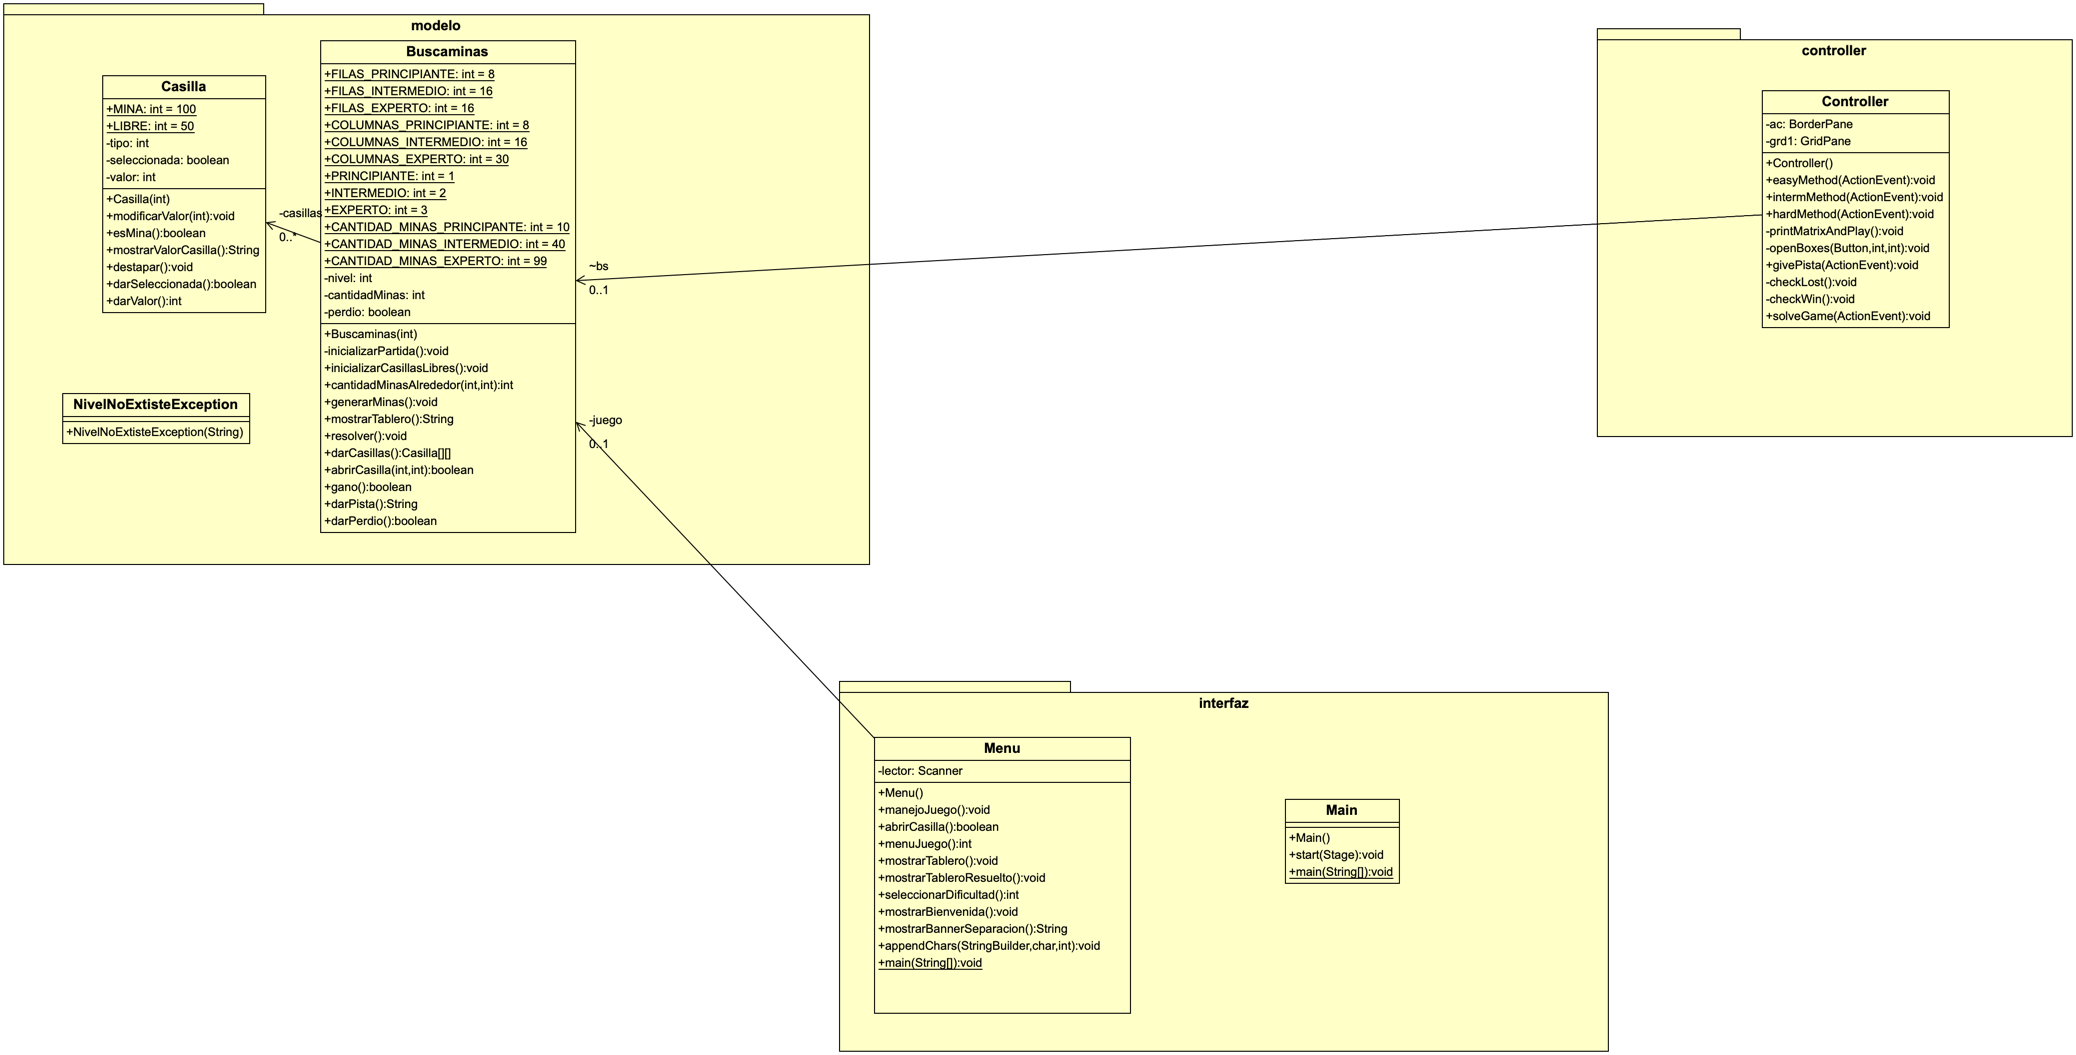 modelo
Casilla
+MINA: int = 100
+LIBRE: int = 50
-tipo: int
-seleccionada: boolean
-valor: int
+Casilla(int)
+modificarValor(int):void
+esMina():boolean
+mostrarValorCasilla():String
+destapar():void
+darSeleccionada():boolean
+darValor():int
-casillas
0..*
Buscaminas
+FILAS_PRINCIPIANTE: int = 8
+FILAS_INTERMEDIO: int = 16
+FILAS_EXPERTO: int = 16
+COLUMNAS_PRINCIPIANTE: int = 8
+COLUMNAS_INTERMEDIO: int = 16
+COLUMNAS_EXPERTO: int = 30
+PRINCIPIANTE: int = 1
+INTERMEDIO: int = 2
+EXPERTO: int = 3
+CANTIDAD_MINAS_PRINCIPANTE: int = 10
+CANTIDAD_MINAS_INTERMEDIO: int = 40
+CANTIDAD_MINAS_EXPERTO: int = 99
-nivel: int
-cantidadMinas: int
-perdio: boolean
+Buscaminas(int)
-inicializarPartida():void
+inicializarCasillasLibres():void
+cantidadMinasAlrededor(int,int):int
+generarMinas():void
+mostrarTablero():String
+resolver():void
+darCasillas():Casilla[][]
+abrirCasilla(int,int):boolean
+gano():boolean
+darPista():String
+darPerdio():boolean
NivelNoExtisteException
+NivelNoExtisteException(String)
~bs
0..1
-juego
0..1
controller
Controller
-ac: BorderPane
-grd1: GridPane
+Controller()
+easyMethod(ActionEvent):void
+intermMethod(ActionEvent):void
+hardMethod(ActionEvent):void
-printMatrixAndPlay():void
-openBoxes(Button,int,int):void
+givePista(ActionEvent):void
-checkLost():void
-checkWin():void
+solveGame(ActionEvent):void
interfaz
Menu
-lector: Scanner
+Menu()
+manejoJuego():void
+abrirCasilla():boolean
+menuJuego():int
+mostrarTablero():void
+mostrarTableroResuelto():void
+seleccionarDificultad():int
+mostrarBienvenida():void
+mostrarBannerSeparacion():String
+appendChars(StringBuilder,char,int):void
+main(String[]):void
Main
+Main()
+start(Stage):void
+main(String[]):void